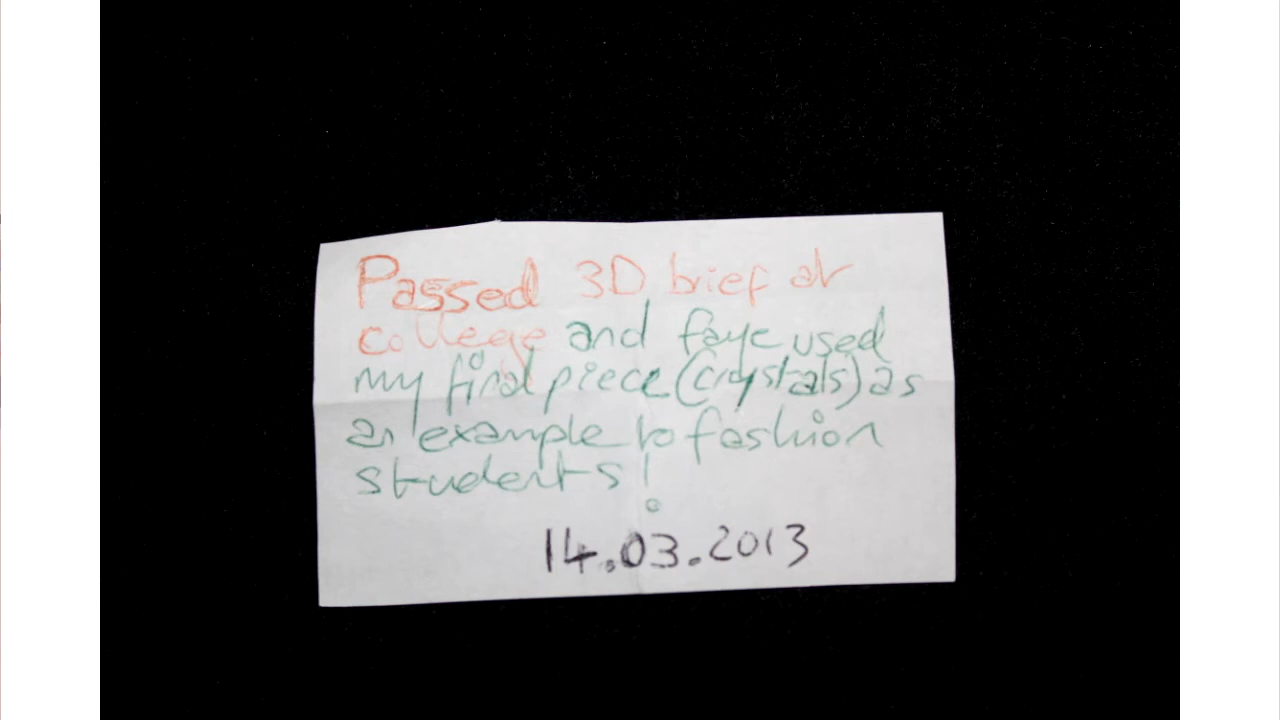 Passed 3D brief at
college and faye used
my final piece (crystals) as
an example to fashion
students!
14.03.2013